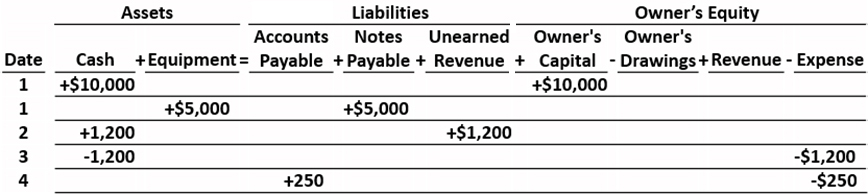 Assets Liabilities Owner’s Equity
Accounts Notes Unearned Owner's Owner's
Date Cash + Equipment = Payable + Payable + Revenue + Capital - Drawings + Revenue - Expense
1 +$10,000 +$10,000
1 +$5,000 +$5,000
2 +1,200 +$1,200
3 -1,200 -$1,200
4 +250 -$250